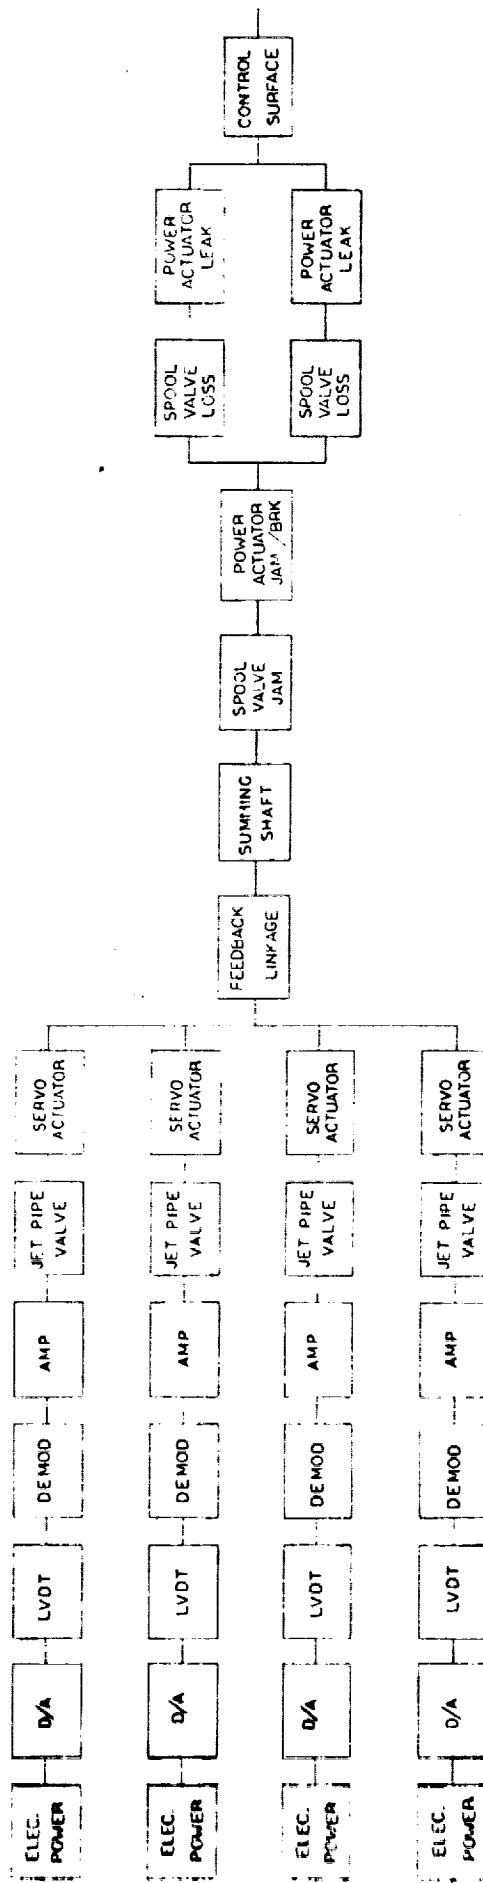 ELEC.
POWER
D/A
LVDT
DEMOD
AMP
JET PIPE
VALVE
SERVO
ACTUATOR
ELEC.
POWER
D/A
LVDT
DEMOD
AMP
JET PIPE
VALVE
SERVO
ACTUATOR
ELEC.
POWER
D/A
LVDT
DEMOD
AMP
JET PIPE
VALVE
SERVO
ACTUATOR
ELEC.
POWER
D/A
LVDT
DEMOD
AMP
JET PIPE
VALVE
SERVO
ACTUATOR
FEEDBACK
LINKAGE
SUMMING
SHAFT
SPOOL
VALVE
JAM
POWER
ACTUATOR
JAM/BRK
SPOOL
VALVE
LOSS
POWER
ACTUATOR
LEAK
SPOOL
VALVE
LOSS
POWER
ACTUATOR
LEAK
CONTROL
SURFACE